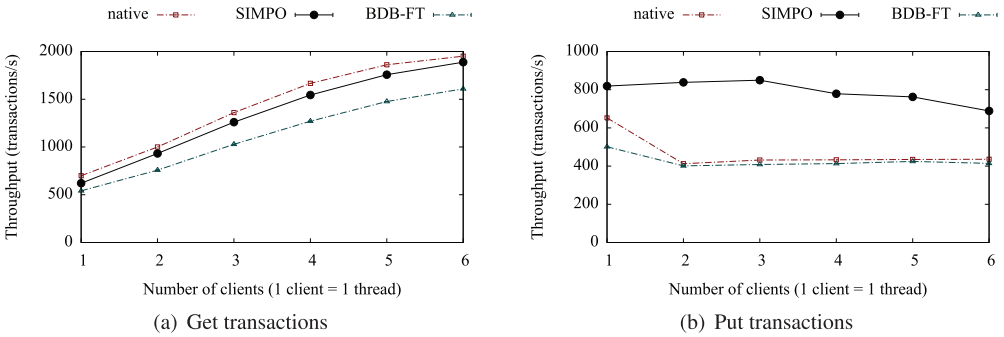 native SIMPO BDB-FT
Throughput (transactions/s)
2000
1500
1000
500
0
1 2 3 4 5 6
Number of clients (1 client = 1 thread)
(a) Get transactions
native SIMPO BDB-FT
Throughput (transactions/s)
1000
800
600
400
200
0
1 2 3 4 5 6
Number of clients (1 client = 1 thread)
(b) Put transactions